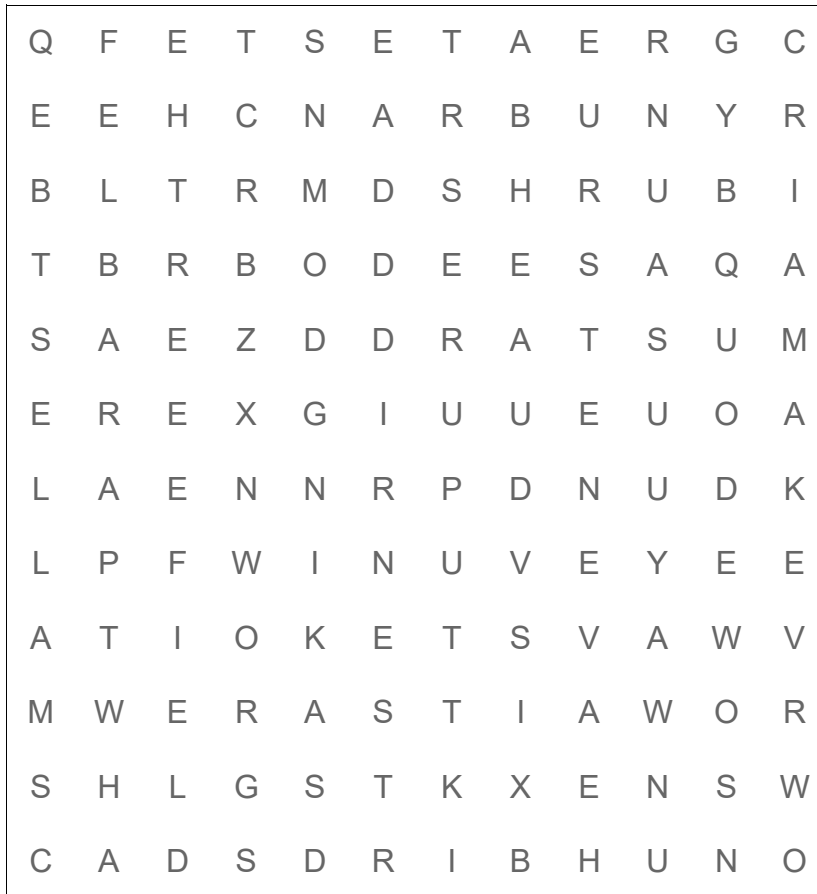 Q F E T S E T A E R G C
E E H C N A R B U N Y R
B L T R M D S H R U B I
T B R B O D E E S A Q A
S A E Z D D R A T S U M
E R E X G I U U E U O A
L A E N N R P D N U D K
L P F W I N U V E Y E E
A T I O K E T S V A W V
M W E R A S T I A W O R
S H L G S T K X E N S W
C A D S D R I B H U N O